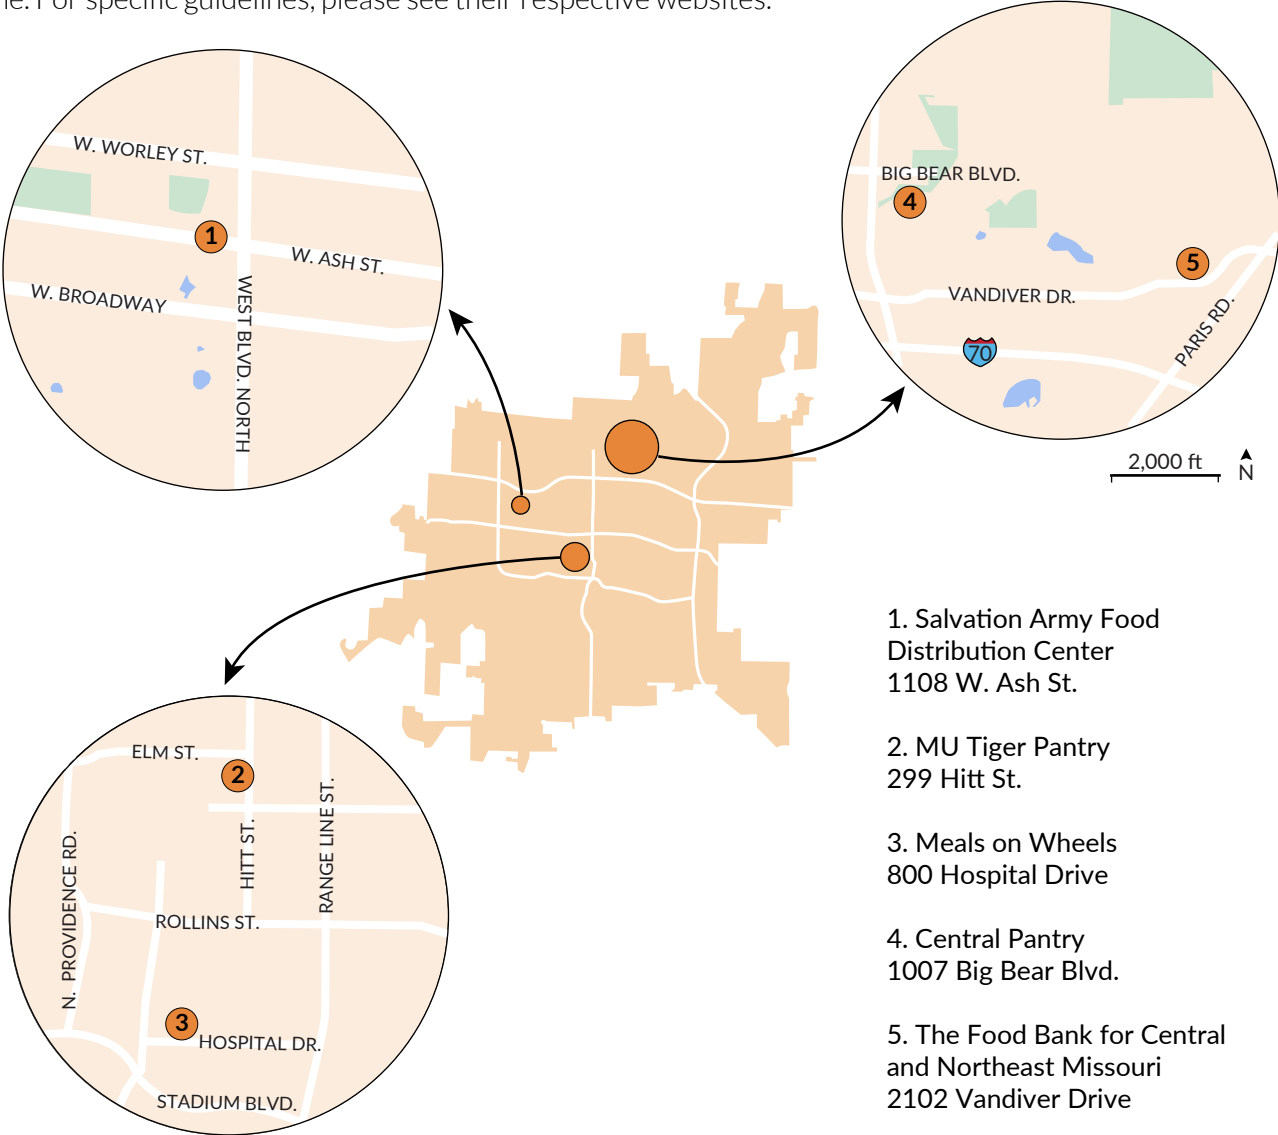 For specific guidelines, please see their respective websites.
W. WORLEY ST.
W. ASH ST.
W. BROADWAY
WEST BLVD. NORTH
1
BIG BEAR BLVD.
4
5
VANDIVER DR.
PARIS RD.
70
2,000 ft
N
ELM ST.
2
HITT ST.
RANGE LINE ST.
N. PROVIDENCE RD.
ROLLINS ST.
3
HOSPITAL DR.
STADIUM BLVD.
1. Salvation Army Food
Distribution Center
1108 W. Ash St.
2. MU Tiger Pantry
299 Hitt St.
3. Meals on Wheels
800 Hospital Drive
4. Central Pantry
1007 Big Bear Blvd.
5. The Food Bank for Central
and Northeast Missouri
2102 Vandiver Drive